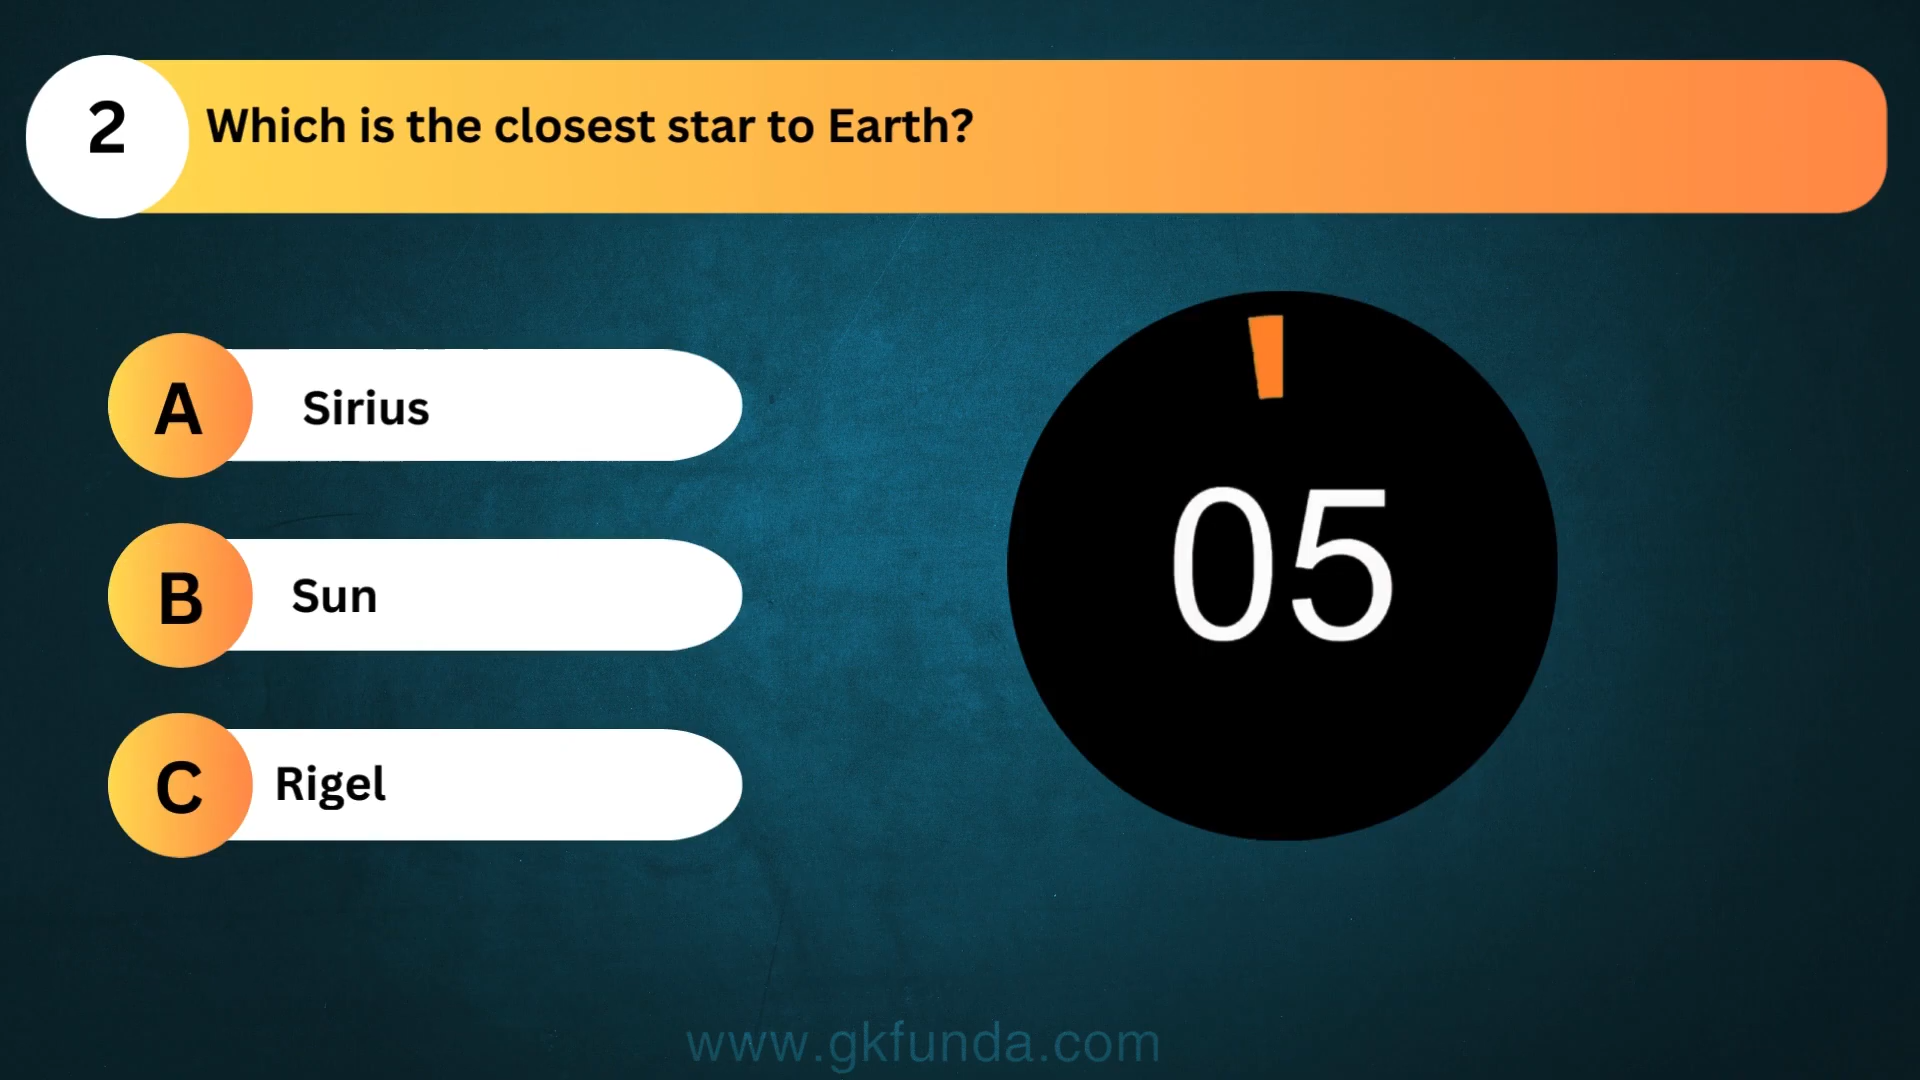 2
Which is the closest star to Earth?
A
Sirius
B
Sun
C
Rigel
05
www.gkfunda.com